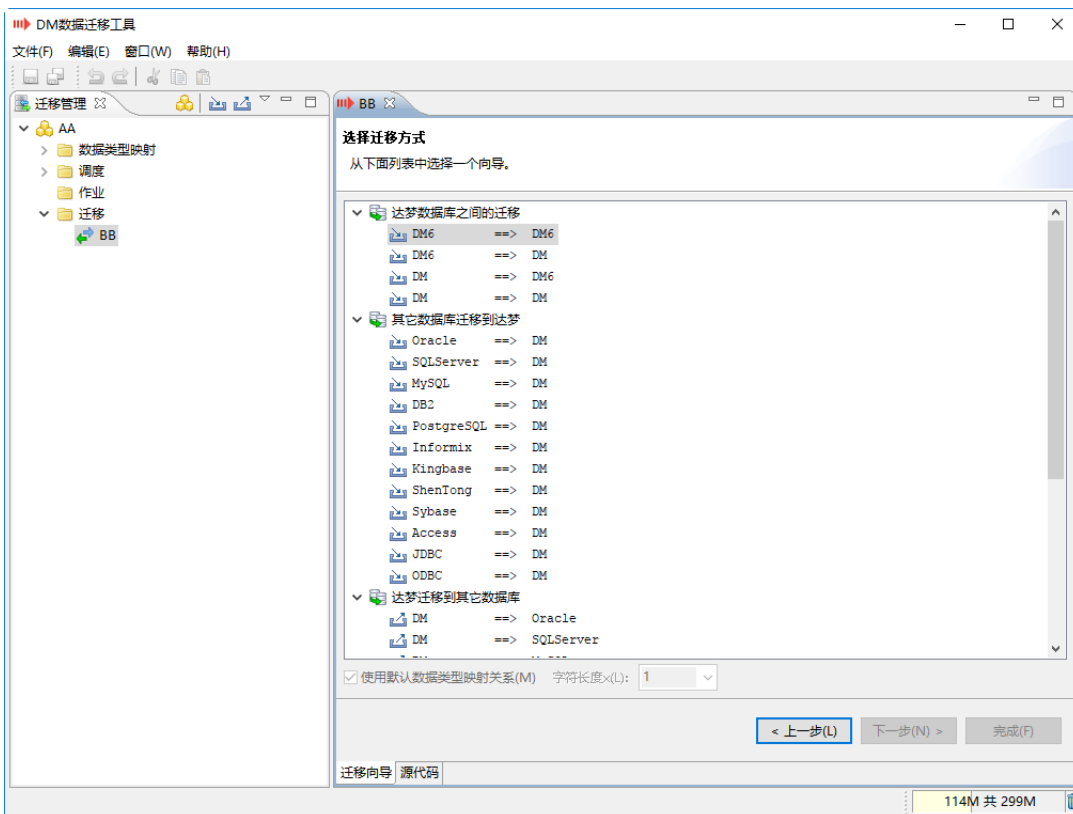 DM数据迁移工具
文件(F) 编辑(E) 窗口(W) 帮助(H)
迁移管理
AA
数据类型映射
调度
作业
迁移
BB
BB
选择迁移方式
从下面列表中选择一个向导。
达梦数据库之间的迁移
DM6 ==> DM6
DM6 ==> DM
DM ==> DM6
DM ==> DM
其它数据库迁移到达梦
Oracle ==> DM
SQLServer ==> DM
MySQL ==> DM
DB2 ==> DM
PostgreSQL ==> DM
Informix ==> DM
Kingbase ==> DM
ShenTong ==> DM
Sybase ==> DM
Access ==> DM
JDBC ==> DM
ODBC ==> DM
达梦迁移到其它数据库
DM ==> Oracle
DM ==> SQLServer
使用默认数据类型映射关系(M) 字符长度x(L): 1
< 上一步(L) 下一步(N) > 完成(F)
迁移向导 源代码
114M 共 299M